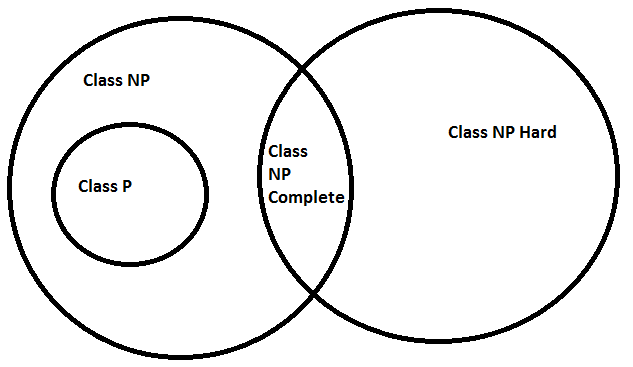 Class NP
Class NP Hard
Class
NP
Complete
Class P